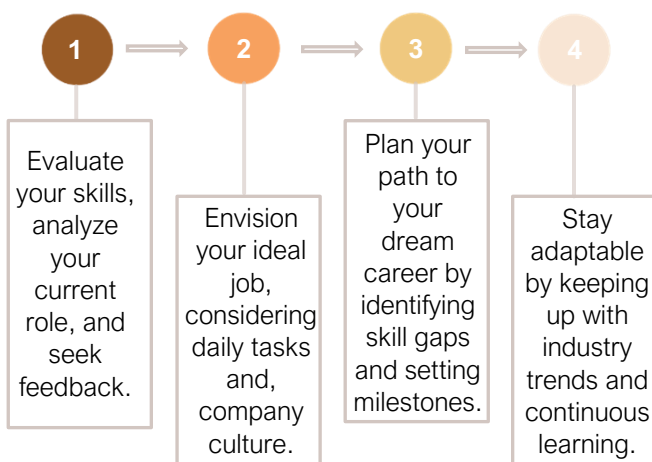 1
2
3
4
Evaluate
your skills,
analyze
your
current
role, and
seek
feedback.
Envision
your ideal
job,
considering
daily tasks
and,
company
culture.
Plan your
path to
your
dream
career by
identifying
skill gaps
and setting
milestones.
Stay
adaptable
by keeping
up with
industry
trends and
continuous
learning.